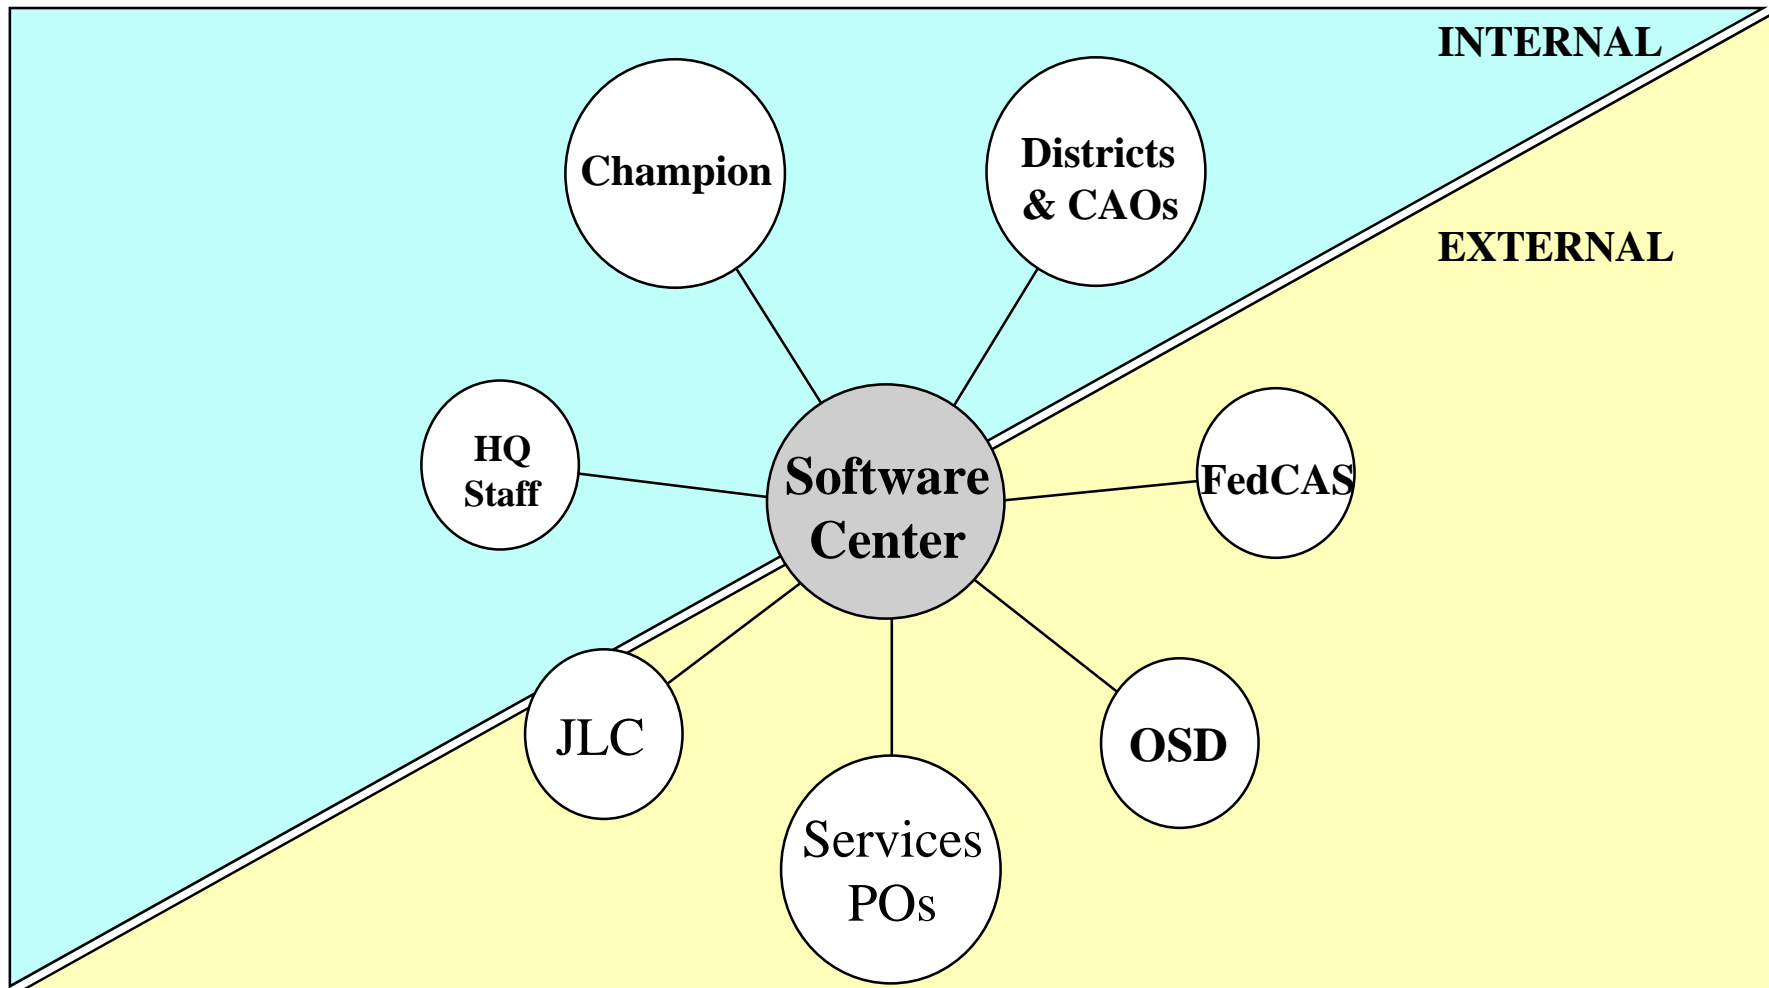 INTERNAL
Champion
Districts
& CAOs
EXTERNAL
HQ
Staff
Software
Center
FedCAS
JLC
OSD
Services
POs